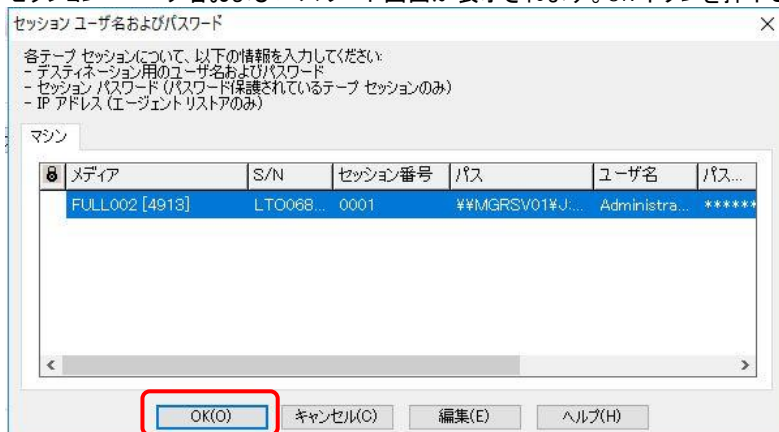 セッション ユーザ名およびパスワード
各テープ セッションについて、以下の情報を入力してください:
- デスティネーション用のユーザ名およびパスワード
- セッション パスワード (パスワード保護されているテープ セッションのみ)
- IP アドレス (エージェント リストアのみ)
マシン
メディア S/N セッション番号 パス ユーザ名 パス...
FULL002 [4913] LTO068... 0001 ¥¥MGRSV01¥J:... Administra... ******
OK(O) キャンセル(C) 編集(E) ヘルプ(H)